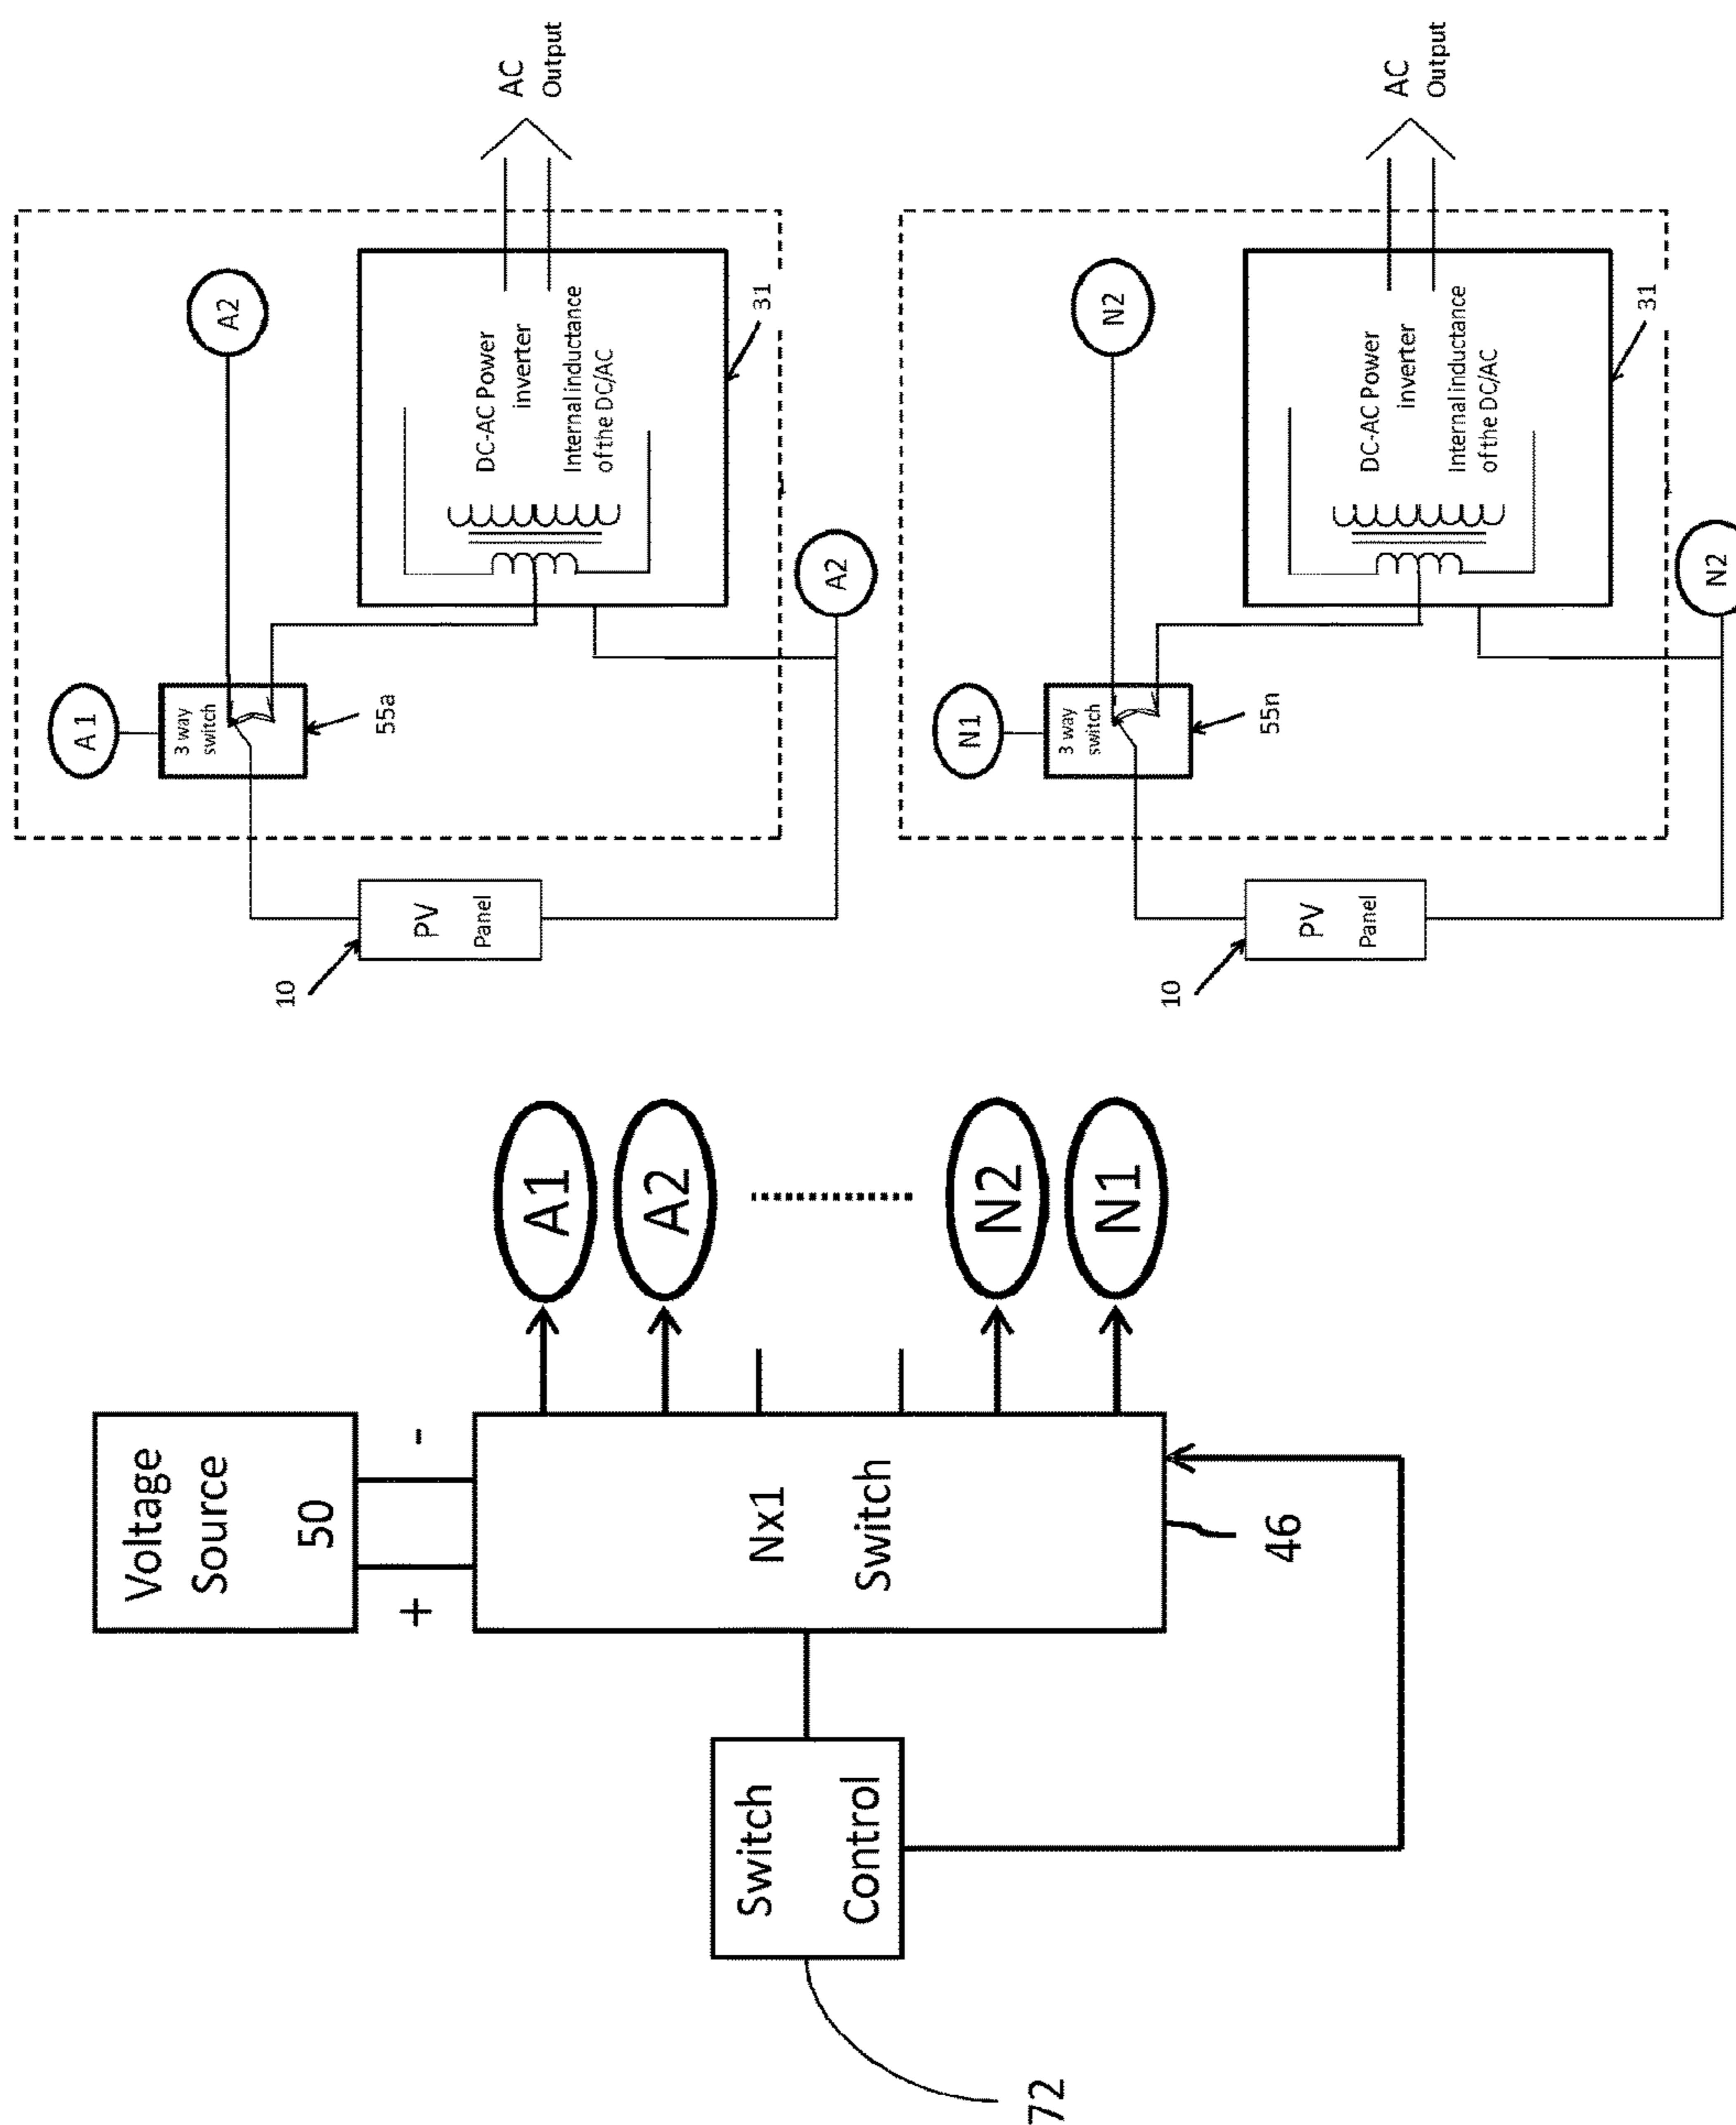 Voltage
Source
50
+
-
Nx1
Switch
46
Switch
Control
72
A1
A2
N2
N1
10
PV
Panel
A 1
3 way
switch
55a
A2
DC-AC Power
inverter
Internal inductance
of the DC/AC
31
A2
AC
Output
10
PV
Panel
N1
3 way
switch
55n
N2
DC-AC Power
inverter
Internal inductance
of the DC/AC
31
N2
AC
Output